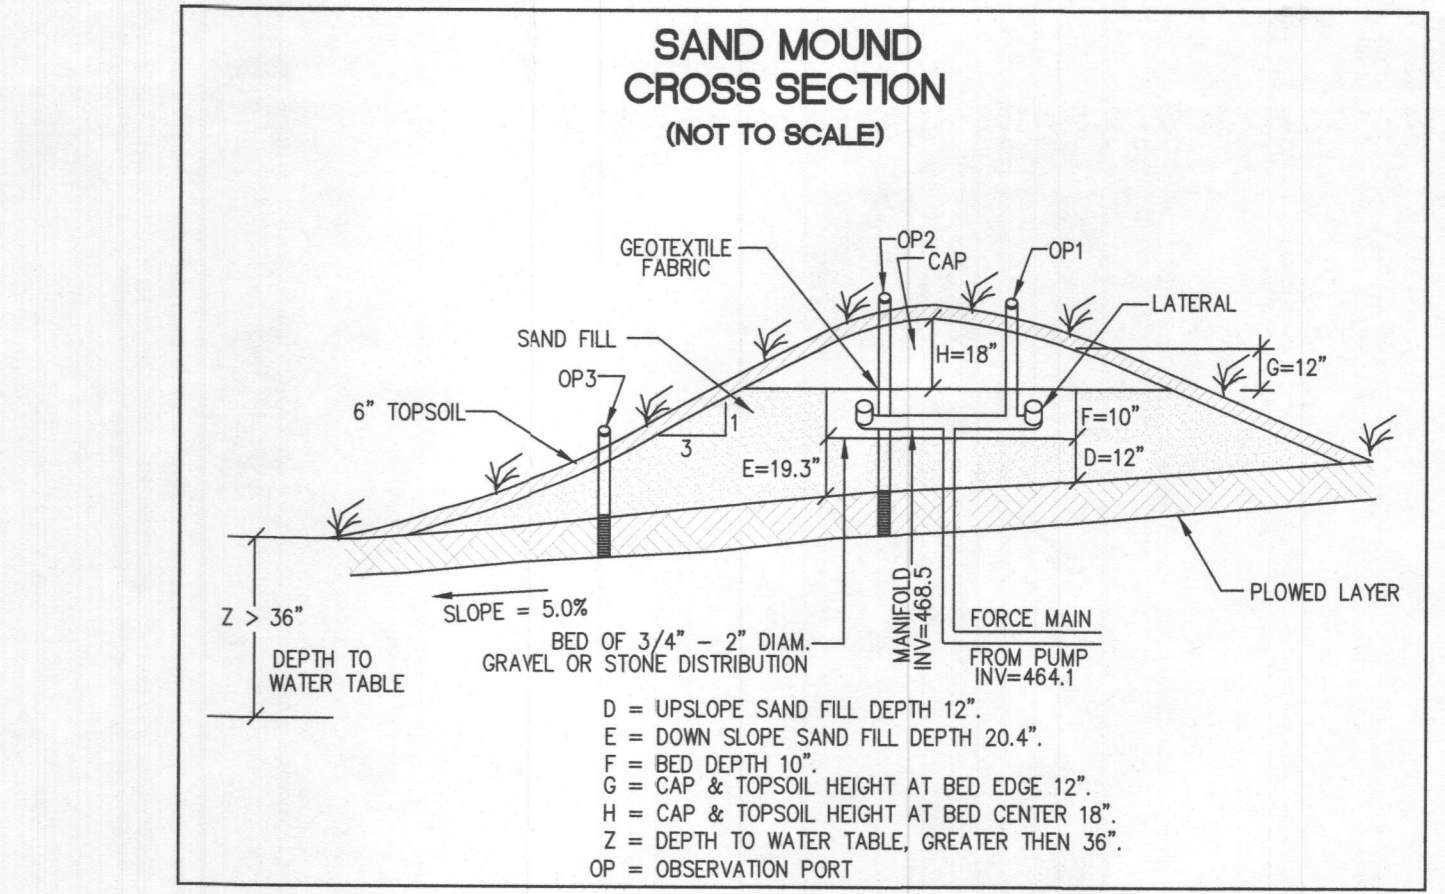 SAND MOUND
CROSS SECTION
(NOT TO SCALE)
GEOTEXTILE
FABRIC
OP2
CAP
OP1
LATERAL
SAND FILL
H=18"
G=12"
OP3
6" TOPSOIL
1
3
F=10"
E=19.3"
D=12"
Z > 36"
SLOPE = 5.0%
DEPTH TO
WATER TABLE
BED OF 3/4" - 2" DIAM.
GRAVEL OR STONE DISTRIBUTION
MANIFOLD
INV=468.5
FORCE MAIN
FROM PUMP
INV=464.1
PLOWED LAYER
D = UPSLOPE SAND FILL DEPTH 12".
E = DOWN SLOPE SAND FILL DEPTH 20.4".
F = BED DEPTH 10".
G = CAP & TOPSOIL HEIGHT AT BED EDGE 12".
H = CAP & TOPSOIL HEIGHT AT BED CENTER 18".
Z = DEPTH TO WATER TABLE, GREATER THEN 36".
OP = OBSERVATION PORT